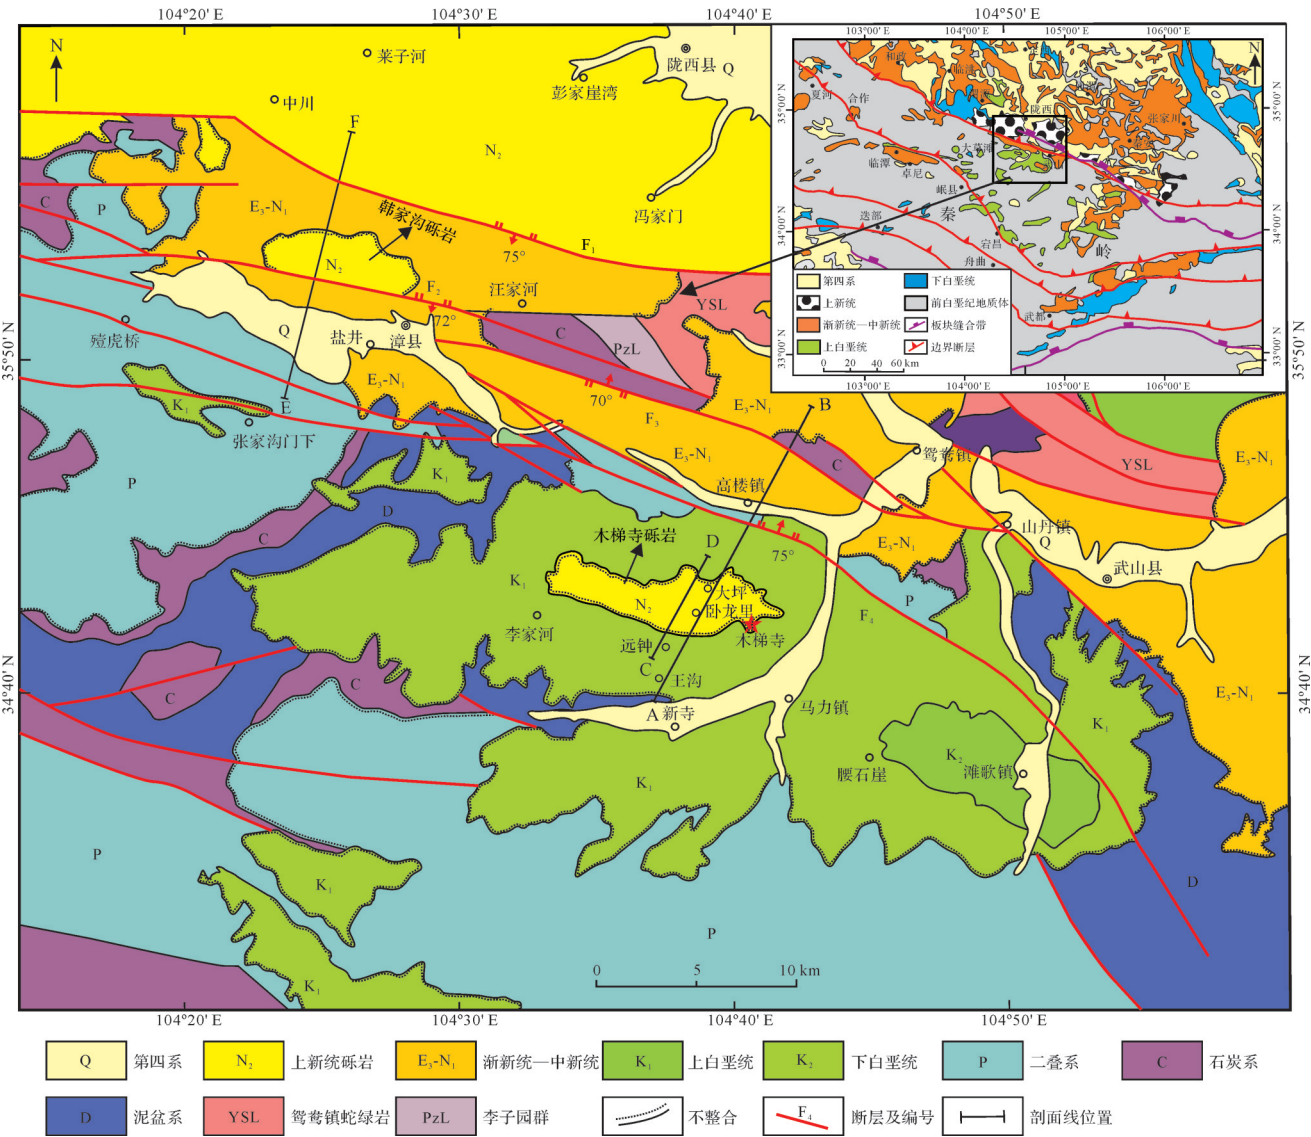 104°20′ E 104°30′ E 104°40′ E 104°50′ E
N
莱子河
中川
陇西县
Q
彭家崖湾
F
N₂
冯家门
C
P
E₃-N₁
韩家沟砾岩
N₂
75°
F₁
F₂
汪家河
YSL
72°
Q
殪虎桥
盐井
漳县
C
PzL
E₃-N₁
70°
F₃
E₃-N₁
B
35°50′ N
35°50′ N
K₁
E
张家沟门下
P
K₁
D
C
E₃-N₁
高楼镇
C
鸳鸯镇
YSL
E₃-N₁
木梯寺砾岩
D
75°
E₃-N₁
山丹镇
Q
武山县
K₁
N₂
大坪
卧龙里
木梯寺
李家河
远钟
C
王沟
P
F₄
A
新寺
马力镇
C
C
34°40′ N
34°40′ N
E₃-N₁
K₁
K₂
腰石崖
滩歌镇
K₁
P
K₁
K₁
P
D
0 5 10 km
104°20′ E 104°30′ E 104°40′ E 104°50′ E
103°00′ E 104°00′ E 105°00′ E 106°00′ E
N
和政
临洮
夏河
合作
陇西
张家川
35°00′ N
35°00′ N
大草滩
临潭
卓尼
岷县
秦
迭部
宕昌
岭
舟曲
武都
34°00′ N
34°00′ N
33°00′ N
33°00′ N
第四系
下白垩统
上新统
前白垩纪地质体
渐新统—中新统
板块缝合带
上白垩统
边界断层
0 20 40 60 km
103°00′ E 104°00′ E 105°00′ E 106°00′ E
Q 第四系
N₂ 上新统砾岩
E₃-N₁ 渐新统—中新统
K₁ 上白垩统
K₂ 下白垩统
P 二叠系
C 石炭系
D 泥盆系
YSL 鸳鸯镇蛇绿岩
PzL 李子园群
不整合
F₄ 断层及编号
剖面线位置